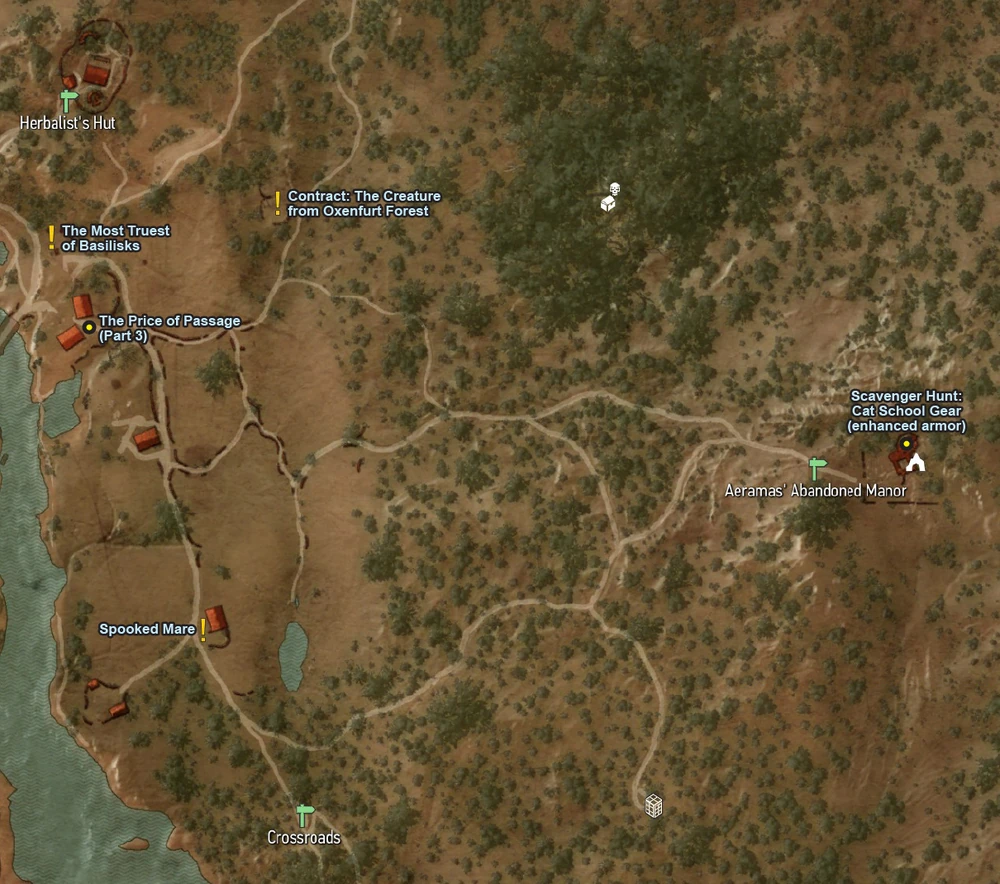 Herbalist's Hut
Contract: The Creature
from Oxenfurt Forest
The Most Truest
of Basilisks
The Price of Passage
(Part 3)
Scavenger Hunt:
Cat School Gear
(enhanced armor)
Aeramas' Abandoned Manor
Spooked Mare
Crossroads